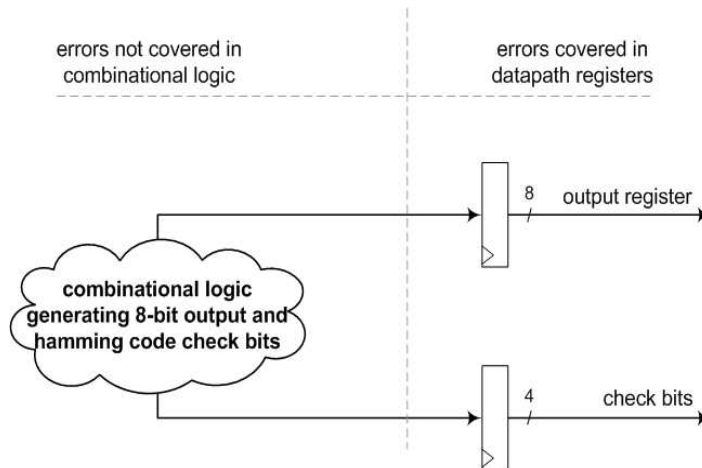 errors not covered in
combinational logic
errors covered in
datapath registers
8
output register
combinational logic
generating 8-bit output and
hamming code check bits
4
check bits